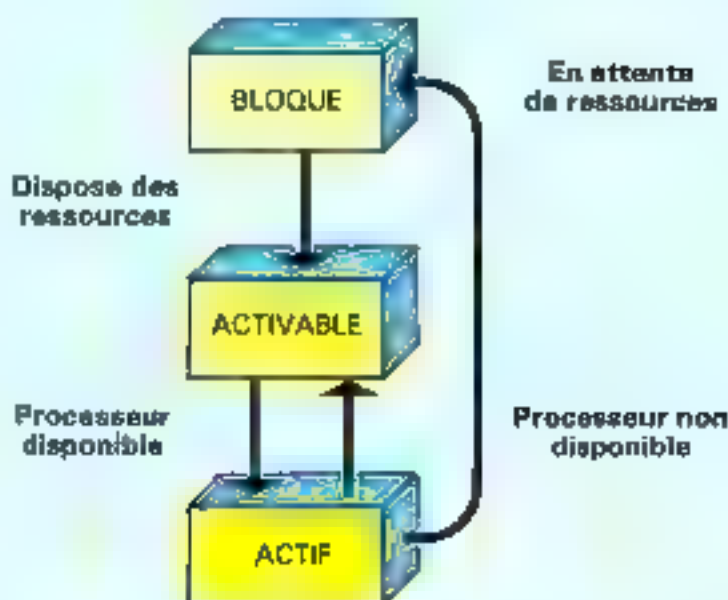 BLOQUE
En attente
de ressources
Dispose des
ressources
ACTIVABLE
Processeur
disponible
Processeur non
disponible
ACTIF